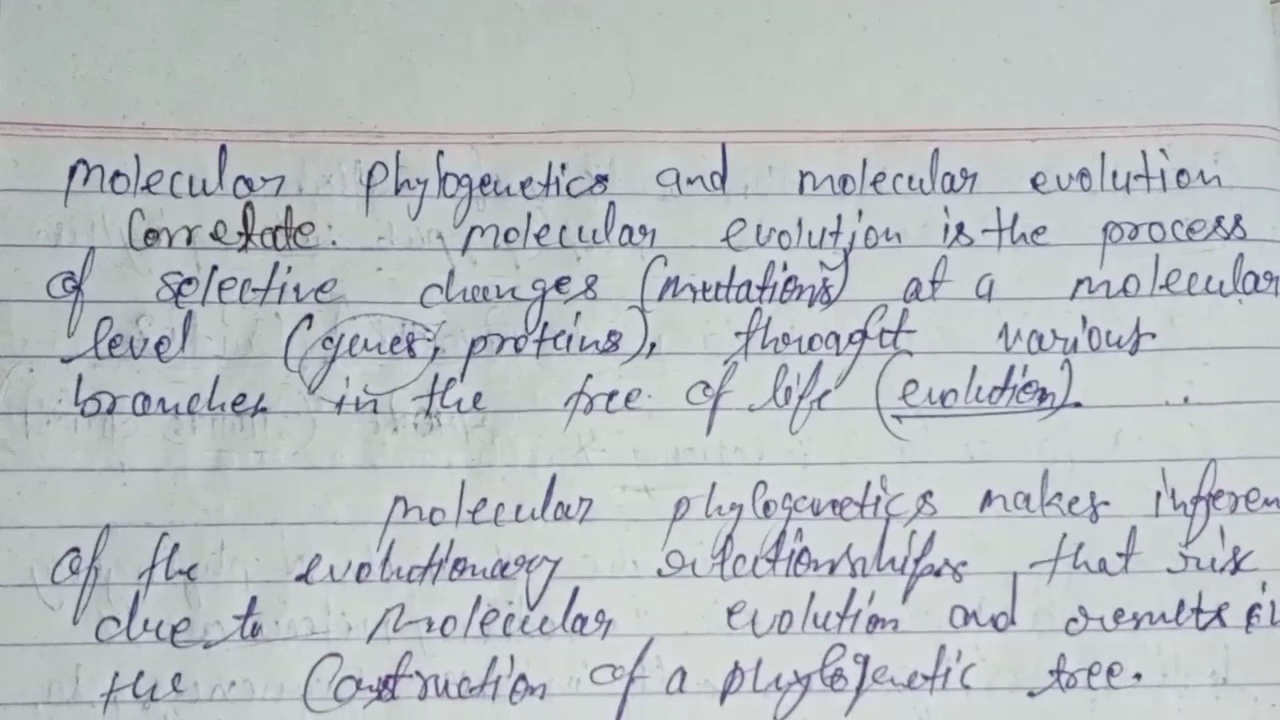 molecular phylogenetics and molecular evolution
Correlate: molecular evolution is the process
of selective changes (mutations) at a molecular
level (genes, proteins), throught various
branches in the tree of life (evolution).
molecular phylogenetics makes inferen
of the evolutionary relationships that
due to molecular evolution and results i
the Construction of a phylogenetic tree.